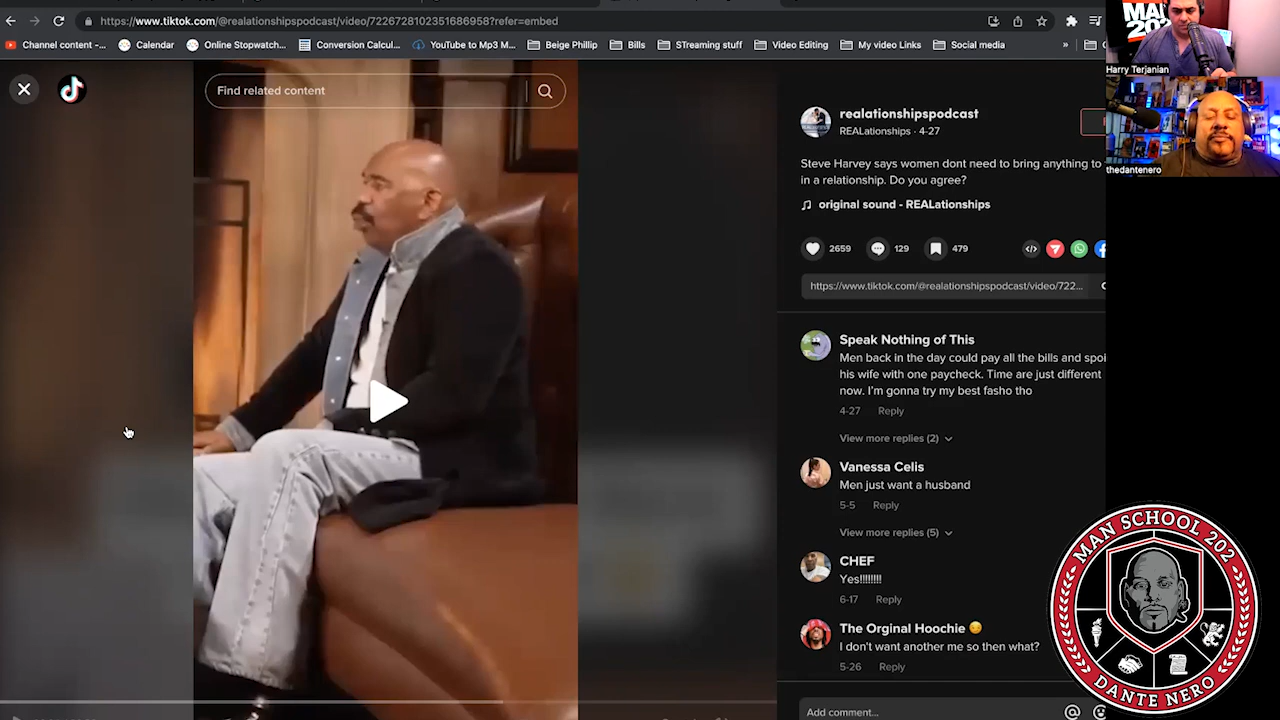 https://www.tiktok.com/@realationshipspodcast/video/7226728102351686958?refer=embed
Channel content -...
Calendar
Online Stopwatch...
Conversion Calcul...
YouTube to Mp3 M...
Beige Phillip
Bills
STreaming stuff
Video Editing
My video Links
Social media
»
Find related content
realationshipspodcast
REALationships · 4-27
Steve Harvey says women dont need to bring anything to
in a relationship. Do you agree?
original sound - REALationships
2659
129
479
https://www.tiktok.com/@realationshipspodcast/video/722...
Speak Nothing of This
Men back in the day could pay all the bills and spoi
his wife with one paycheck. Time are just different
now. I'm gonna try my best fasho tho
4-27 Reply
View more replies (2)
Vanessa Celis
Men just want a husband
5-5 Reply
View more replies (5)
CHEF
Yes!!!!!!!!
6-17 Reply
The Orginal Hoochie 😉
I don't want another me so then what?
5-26 Reply
Add comment...
Harry Terjanian
thedantenero
MAN SCHOOL 202
DANTE NERO